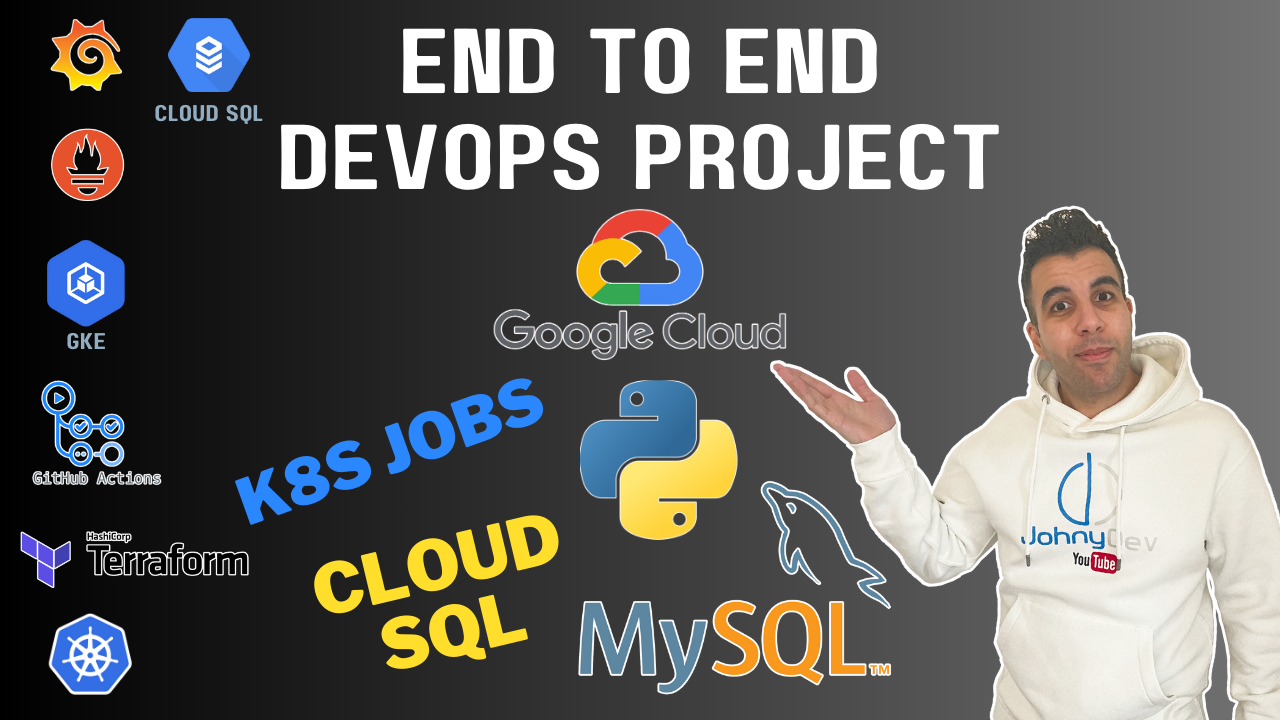 END TO END
DEVOPS PROJECT
CLOUD SQL
GKE
GitHub Actions
HashiCorp
Terraform
Google Cloud
K8S JOBS
CLOUD
SQL
MySQL™
JohnyDev
YouTube